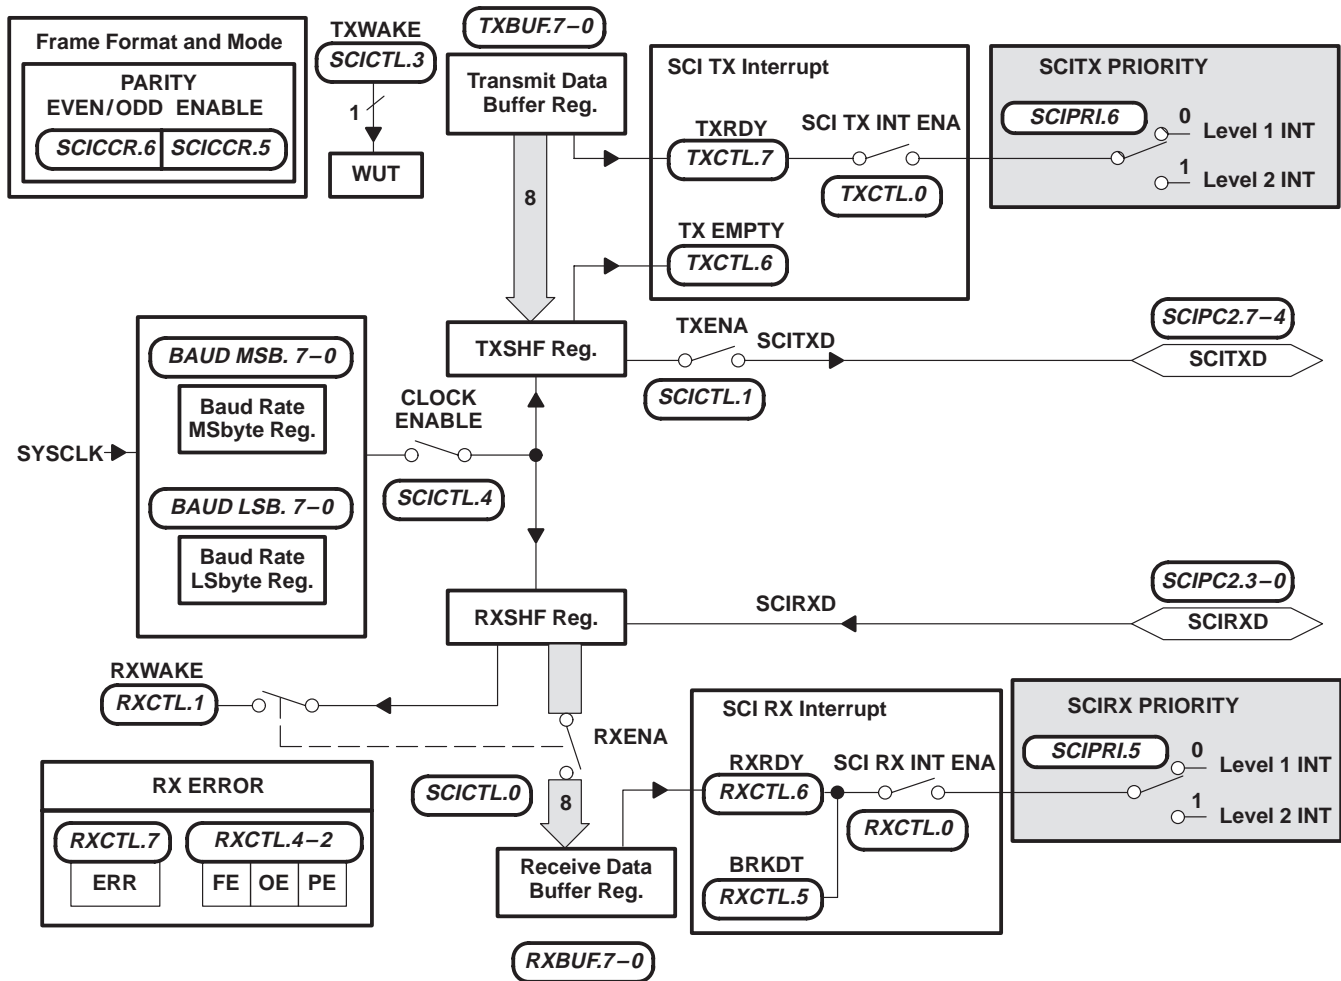 Frame Format and Mode
PARITY
EVEN/ODD ENABLE
SCICCR.6 SCICCR.5
TXWAKE
SCICTL.3
1
WUT
TXBUF.7–0
Transmit Data
Buffer Reg.
8
SCI TX Interrupt
TXRDY
TXCTL.7
SCI TX INT ENA
TXCTL.0
TX EMPTY
TXCTL.6
SCITX PRIORITY
SCIPRI.6
0
Level 1 INT
1
Level 2 INT
TXSHF Reg.
TXENA
SCITXD
SCICTL.1
SCIPC2.7–4
SCITXD
SYSCLK
BAUD MSB. 7–0
Baud Rate
MSbyte Reg.
BAUD LSB. 7–0
Baud Rate
LSbyte Reg.
CLOCK
ENABLE
SCICTL.4
RXSHF Reg.
SCIRXD
SCIPC2.3–0
SCIRXD
RXWAKE
RXCTL.1
RXENA
SCICTL.0
8
RX ERROR
RXCTL.7 RXCTL.4–2
ERR FE OE PE
Receive Data
Buffer Reg.
RXBUF.7–0
SCI RX Interrupt
RXRDY
RXCTL.6
SCI RX INT ENA
RXCTL.0
BRKDT
RXCTL.5
SCIRX PRIORITY
SCIPRI.5
0
Level 1 INT
1
Level 2 INT